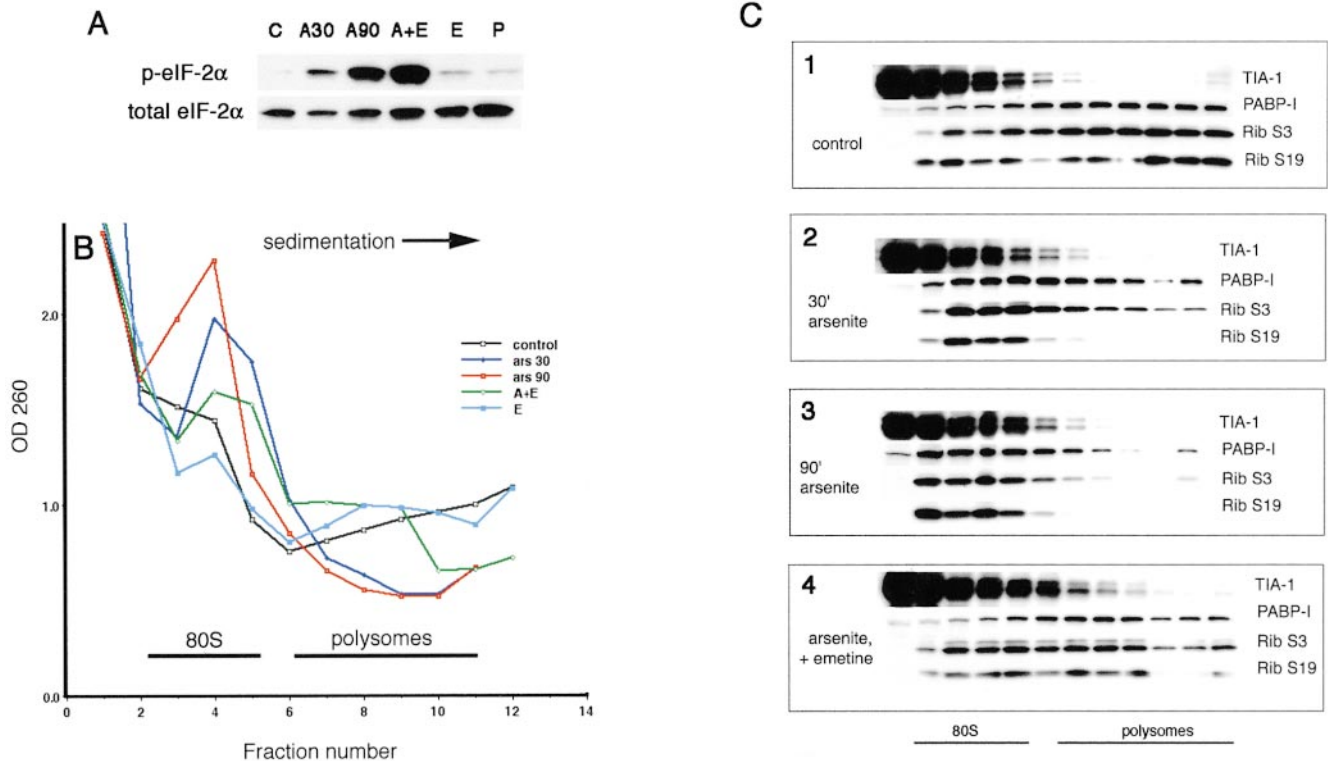 A
C A30 A90 A+E E P
p-eIF-2α
total eIF-2α
B
sedimentation
OD 260
2.0
1.0
0.0
control
ars 30
ars 90
A+E
E
80S
polysomes
0 2 4 6 8 10 12 14
Fraction number
C
1
control
TIA-1
PABP-I
Rib S3
Rib S19
2
30'
arsenite
TIA-1
PABP-I
Rib S3
Rib S19
3
90'
arsenite
TIA-1
PABP-I
Rib S3
Rib S19
4
arsenite,
+ emetine
TIA-1
PABP-I
Rib S3
Rib S19
80S
polysomes